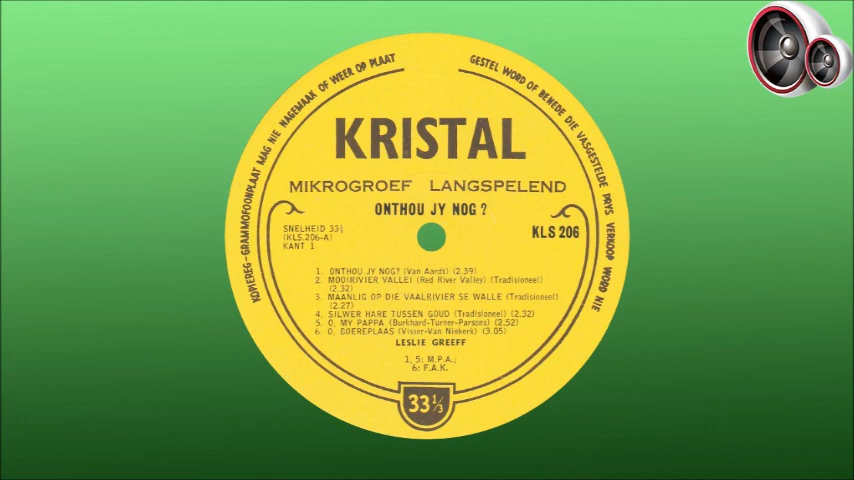 KOPIEREG-GRAMMOFOONPLAAT MAG NIE NAGEMAAK OF WEER OP PLAAT
GESTEL WORD OF BENEDE DIE VASGESTELDE PRYS VERKOOP WORD NIE
KRISTAL
MIKROGROEF LANGSPELEND
ONTHOU JY NOG?
SNELHEID 33⅓
(KLS.206-A)
KANT 1
KLS 206
1. ONTHOU JY NOG? (Van Aardt) (2.39)
2. MOOIRIVIER VALLEI (Red River Valley) (Tradisioneel)
(2.32)
3. MAANLIG OP DIE VAALRIVIER SE WALLE (Tradisioneel)
(2.27)
4. SILWER HARE TUSSEN GOUD (Tradisioneel) (2.32)
5. O, MY PAPPA (Burkhard-Turner-Parsons) (2.52)
6. O, BOEREPLAAS (Visser-Van Niekerk) (3.05)
LESLIE GREEFF
1, 5: M.P.A.;
6: F.A.K.
33⅓